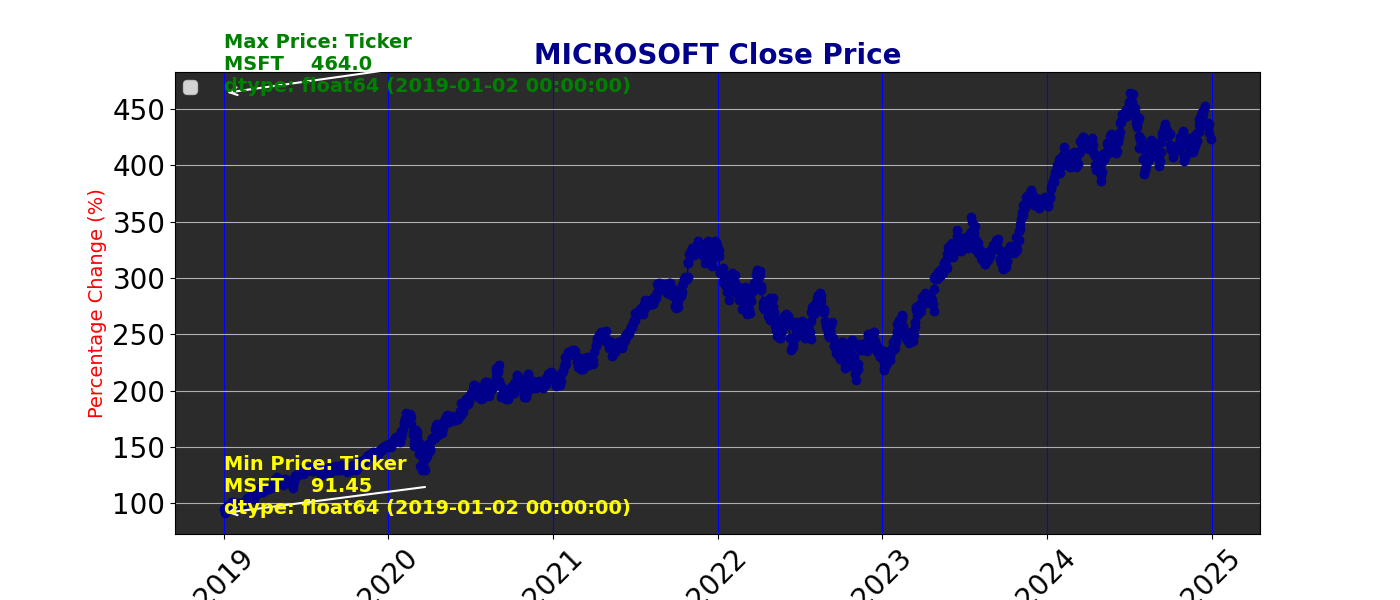 Max Price: Ticker
MSFT    464.0
dtype: float64 (2019-01-02 00:00:00)
MICROSOFT Close Price
Percentage Change (%)
450
400
350
300
250
200
150
100
Min Price: Ticker
MSFT    91.45
dtype: float64 (2019-01-02 00:00:00)
2019
2020
2021
2022
2023
2024
2025